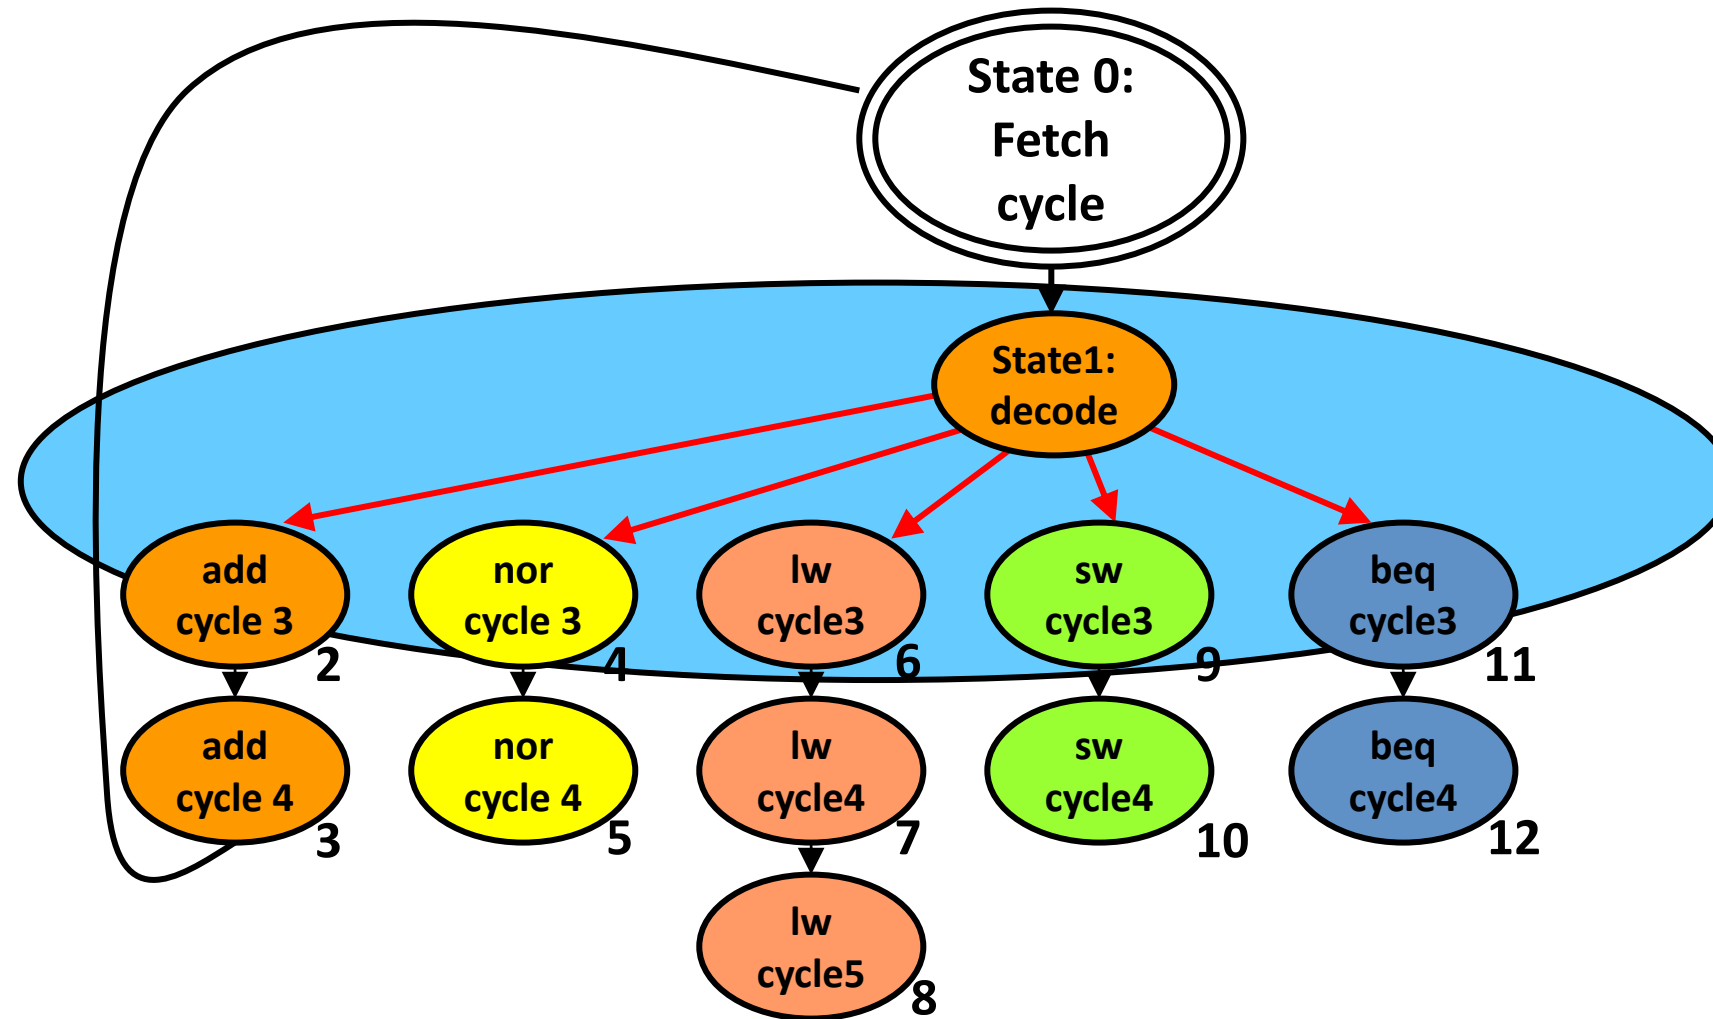 State 0:
Fetch
cycle
State1:
decode
add
cycle 3
2
nor
cycle 3
4
lw
cycle3
6
sw
cycle3
9
beq
cycle3
11
add
cycle 4
3
nor
cycle 4
5
lw
cycle4
7
sw
cycle4
10
beq
cycle4
12
lw
cycle5
8